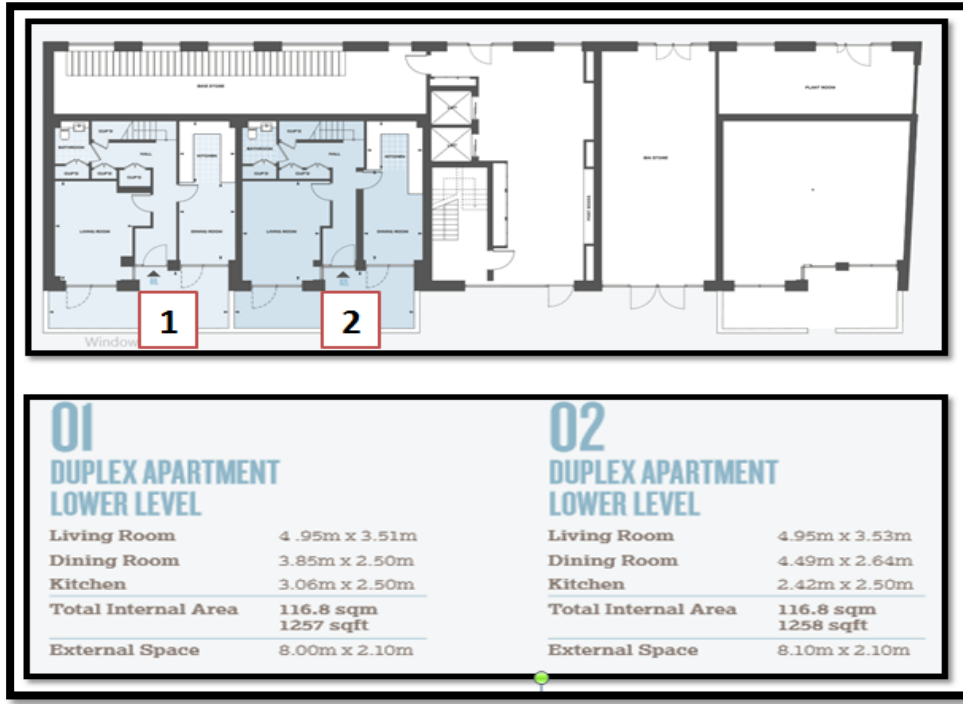 BIKE STORE
PLANT ROOM
LIFT
LIFT
CUP'D
CUP'D
BATHROOM
HALL
KITCHEN
BATHROOM
HALL
KITCHEN
BIN STORE
CUP'D CUP'D CUP'D
CUP'D CUP'D
LIVING ROOM
DINING ROOM
LIVING ROOM
DINING ROOM
1
2
Window
01
DUPLEX APARTMENT
LOWER LEVEL
Living Room 4 .95m x 3.51m
Dining Room 3.85m x 2.50m
Kitchen 3.06m x 2.50m
Total Internal Area 116.8 sqm
1257 sqft
External Space 8.00m x 2.10m
02
DUPLEX APARTMENT
LOWER LEVEL
Living Room 4.95m x 3.53m
Dining Room 4.49m x 2.64m
Kitchen 2.42m x 2.50m
Total Internal Area 116.8 sqm
1258 sqft
External Space 8.10m x 2.10m